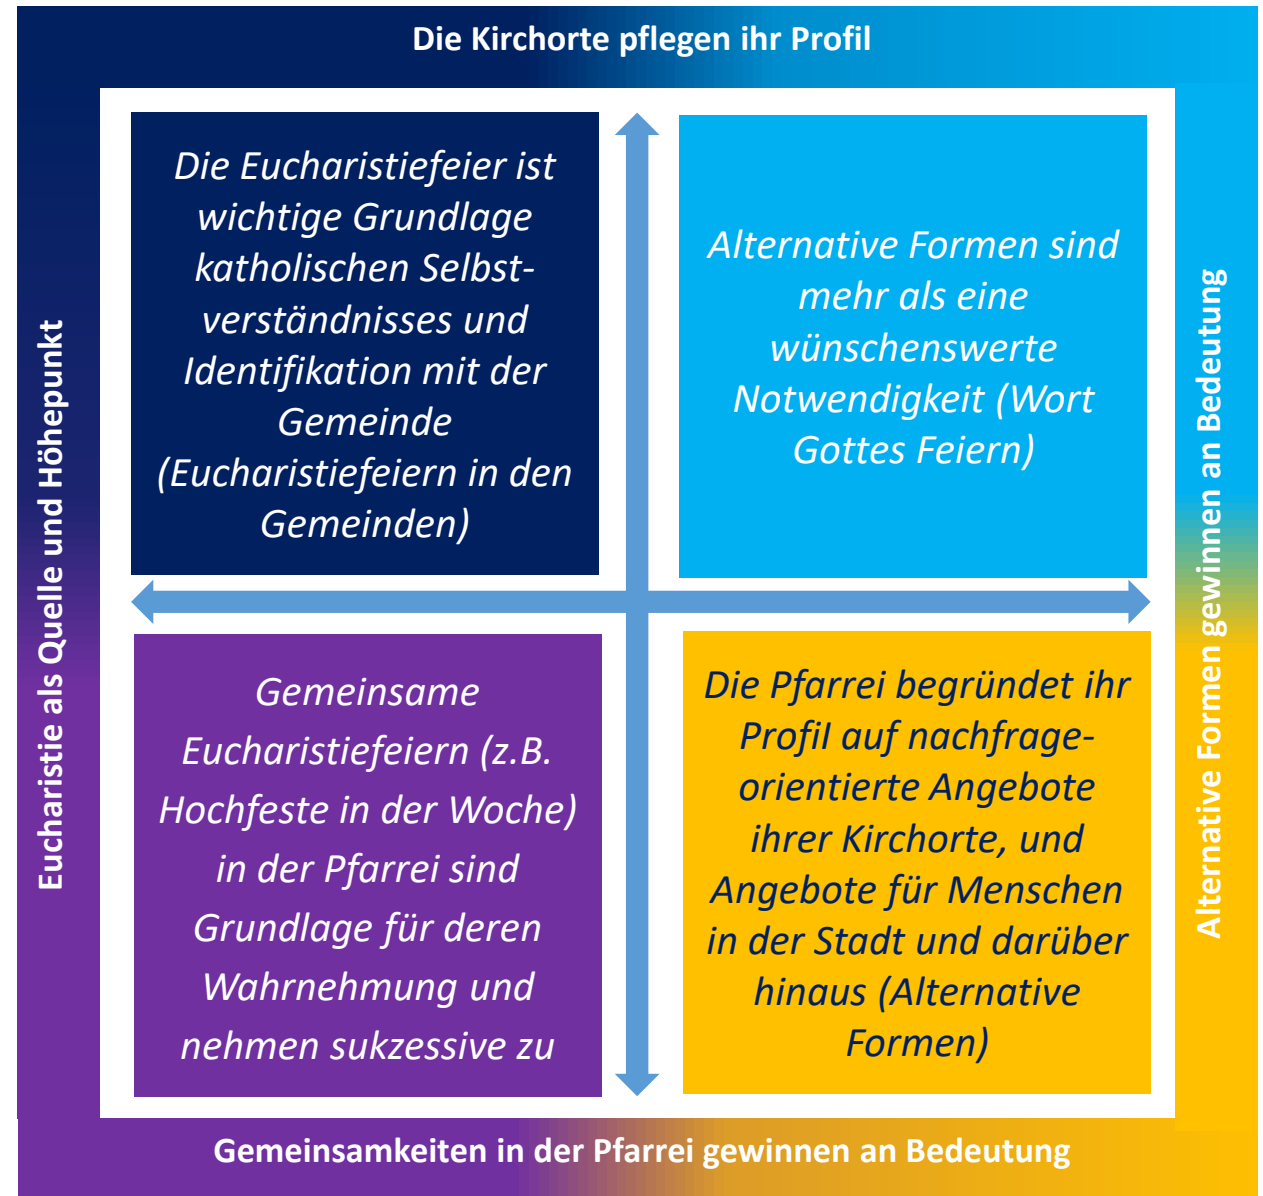 Die Kirchorte pflegen ihr Profil
Eucharistie als Quelle und Höhepunkt
Die Eucharistiefeier ist
wichtige Grundlage
katholischen Selbst-
verständnisses und
Identifikation mit der
Gemeinde
(Eucharistiefeiern in den
Gemeinden)
Alternative Formen sind
mehr als eine
wünschenswerte
Notwendigkeit (Wort
Gottes Feiern)
Alternative Formen gewinnen an Bedeutung
Gemeinsame
Eucharistiefeiern (z.B.
Hochfeste in der Woche)
in der Pfarrei sind
Grundlage für deren
Wahrnehmung und
nehmen sukzessive zu
Die Pfarrei begründet ihr
Profil auf nachfrage-
orientierte Angebote
ihrer Kirchorte, und
Angebote für Menschen
in der Stadt und darüber
hinaus (Alternative
Formen)
Gemeinsamkeiten in der Pfarrei gewinnen an Bedeutung